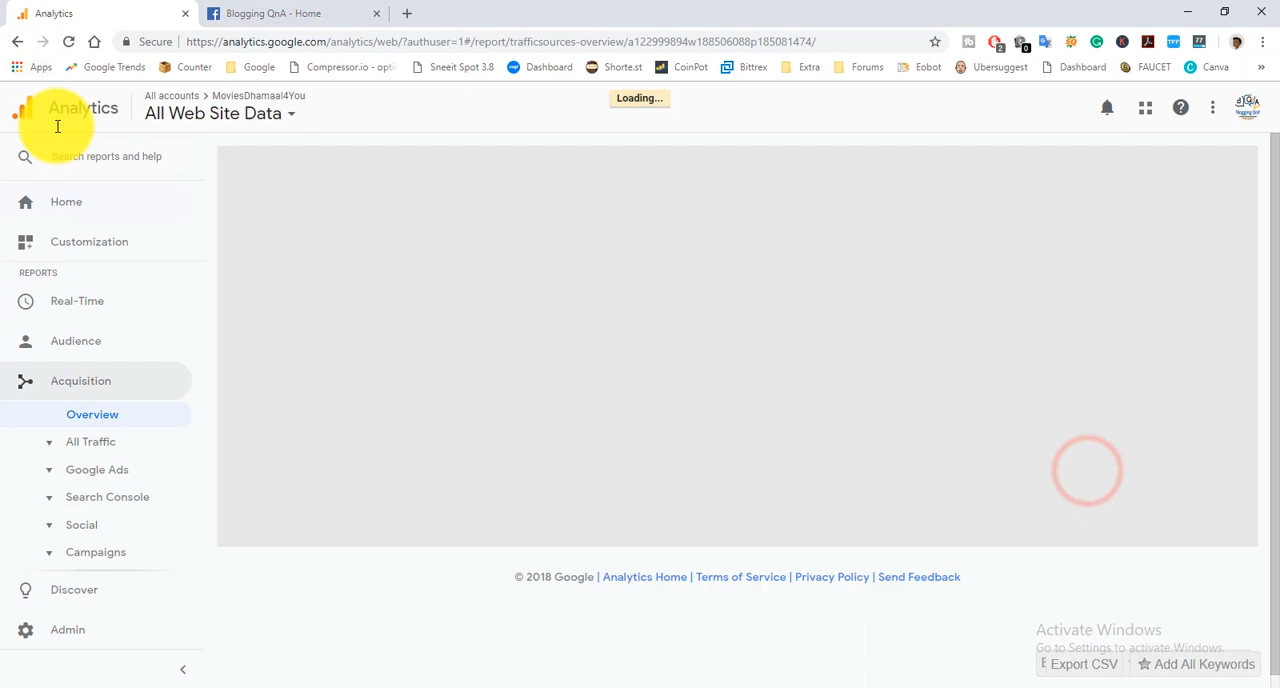 Analytics
Blogging QnA - Home
Secure
https://analytics.google.com/analytics/web/?authuser=1#/report/trafficsources-overview/a122999894w188506088p185081474/
Apps Google Trends Counter Google Compressor.io - opti Sneeit Spot 3.8 Dashboard Shorte.st CoinPot Bittrex Extra Forums Eobot Ubersuggest Dashboard FAUCET Canva »
Analytics
All accounts > MoviesDhamaal4You
All Web Site Data
Loading...
Search reports and help
Home
Customization
REPORTS
Real-Time
Audience
Acquisition
Overview
All Traffic
Google Ads
Search Console
Social
Campaigns
Discover
Admin
© 2018 Google | Analytics Home | Terms of Service | Privacy Policy | Send Feedback
Activate Windows
Go to Settings to activate Windows.
Export CSV
Add All Keywords